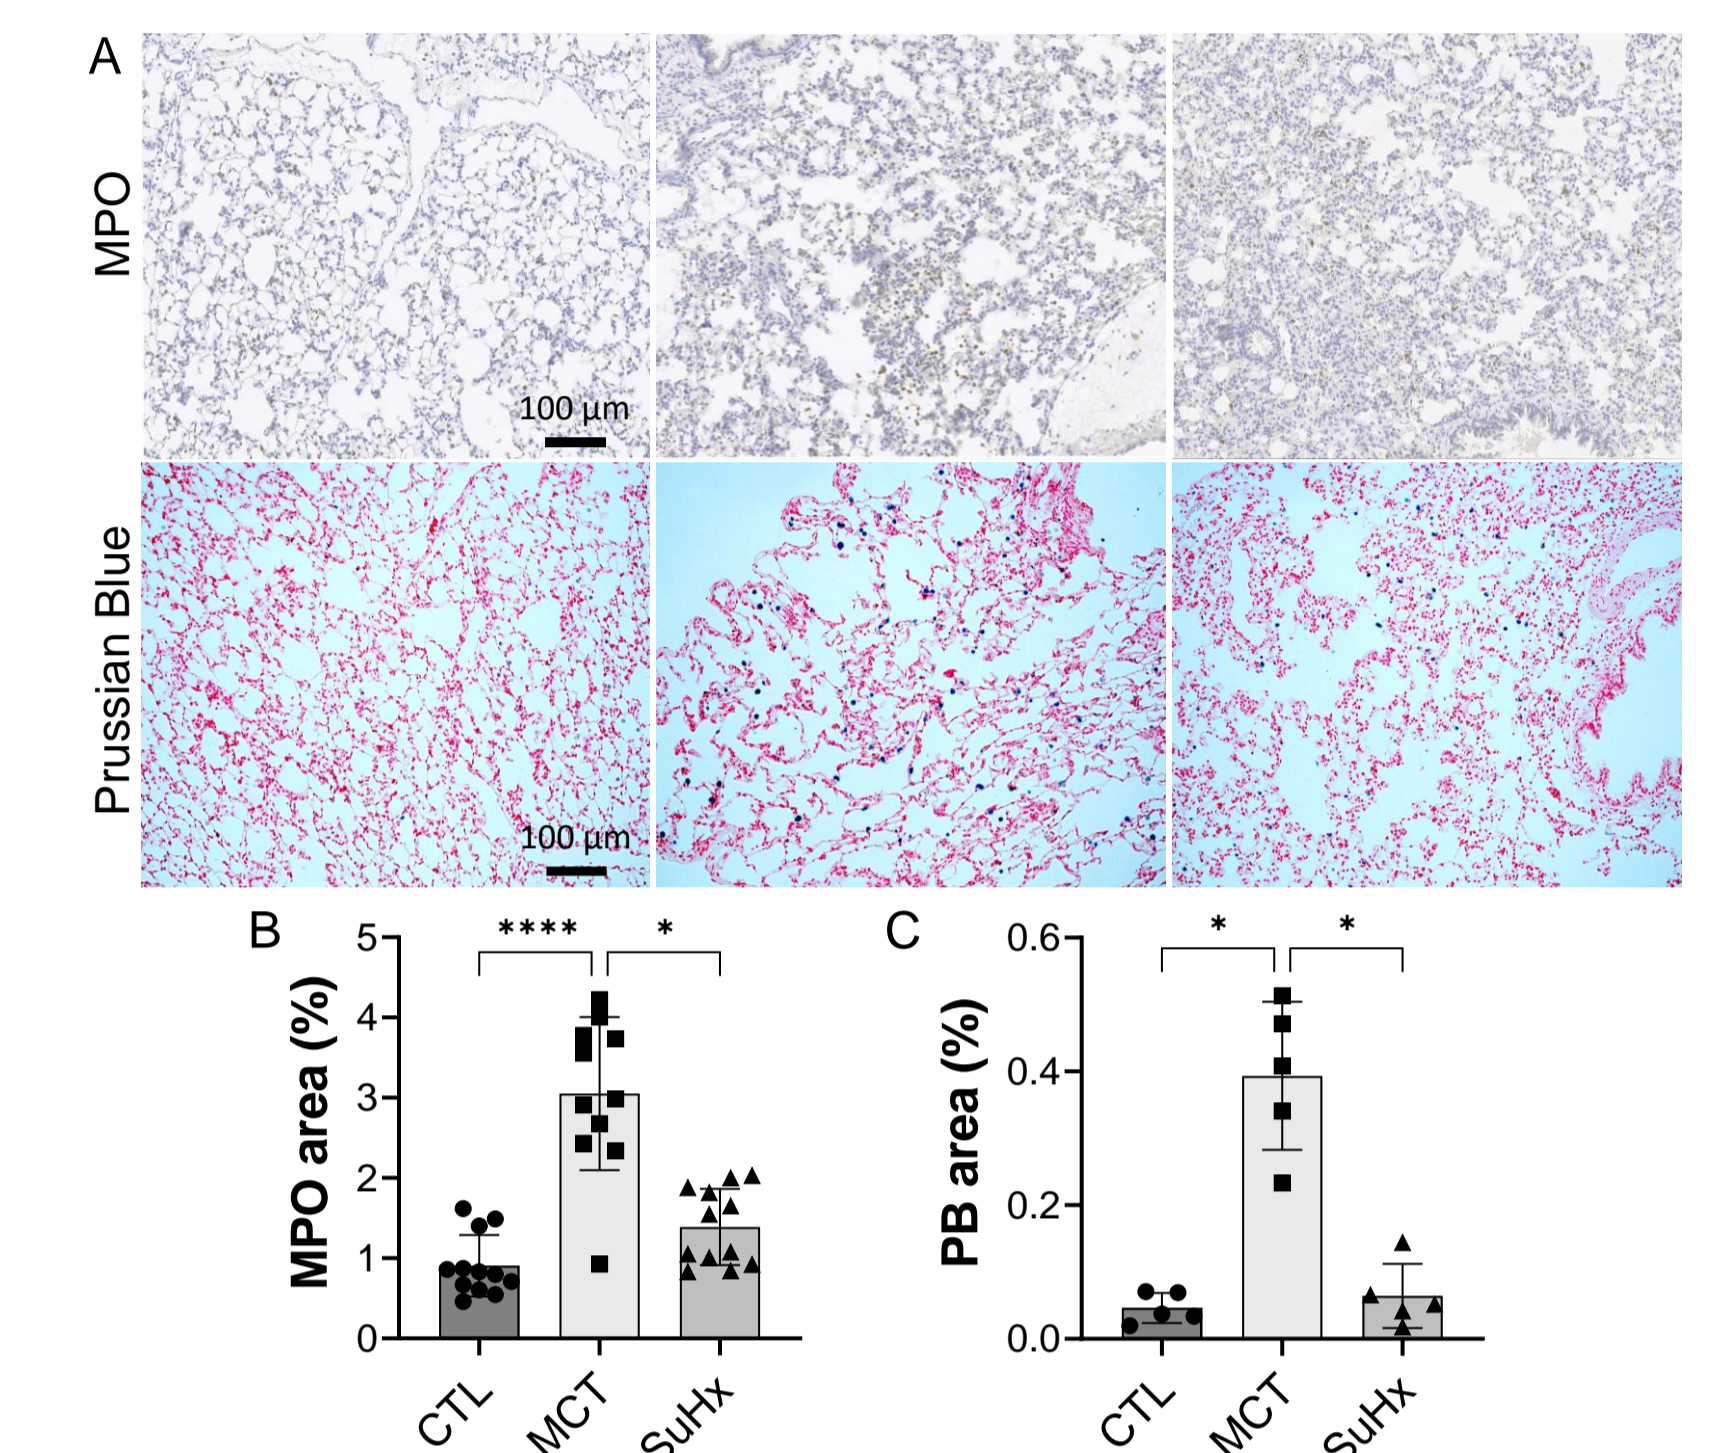 A
MPO
100 µm
Prussian Blue
100 µm
B
MPO area (%)
5
4
3
2
1
0
****
*
CTL
MCT
SuHx
C
PB area (%)
0.6
0.4
0.2
0.0
*
*
CTL
MCT
SuHx